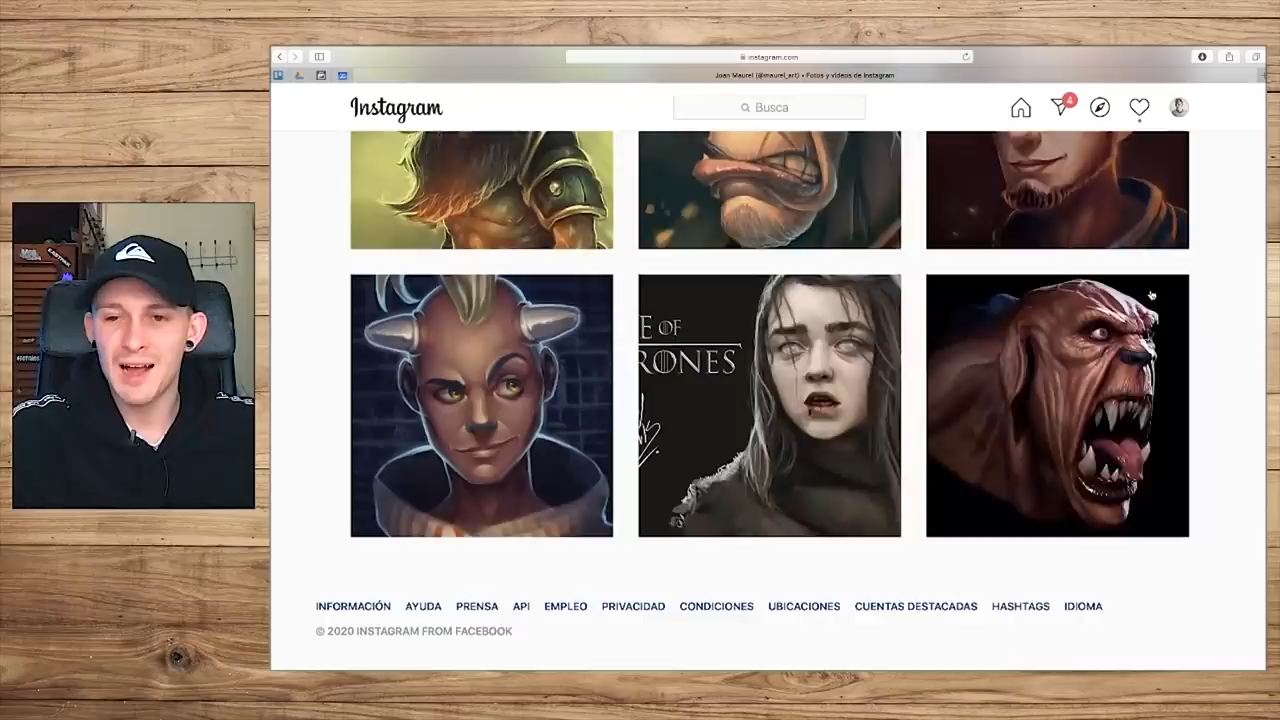 instagram.com
Joan Maurel (@maurel_art) • Fotos y videos de Instagram
Instagram
Busca
4
E OF
RONES
INFORMACIÓN AYUDA PRENSA API EMPLEO PRIVACIDAD CONDICIONES UBICACIONES CUENTAS DESTACADAS HASHTAGS IDIOMA
© 2020 INSTAGRAM FROM FACEBOOK